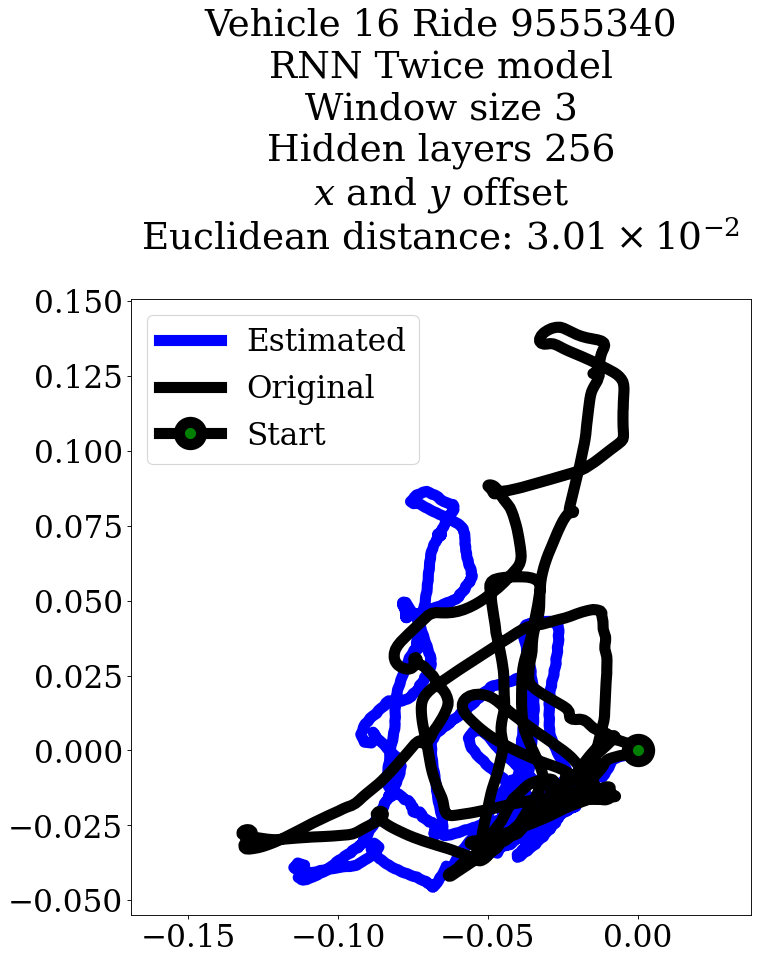 Vehicle 16 Ride 9555340
RNN Twice model
Window size 3
Hidden layers 256
x and y offset
Euclidean distance: 3.01 × 10⁻²
0.150
Estimated
0.125
Original
Start
0.100
0.075
0.050
0.025
0.000
−0.025
−0.050
−0.15 −0.10 −0.05 0.00